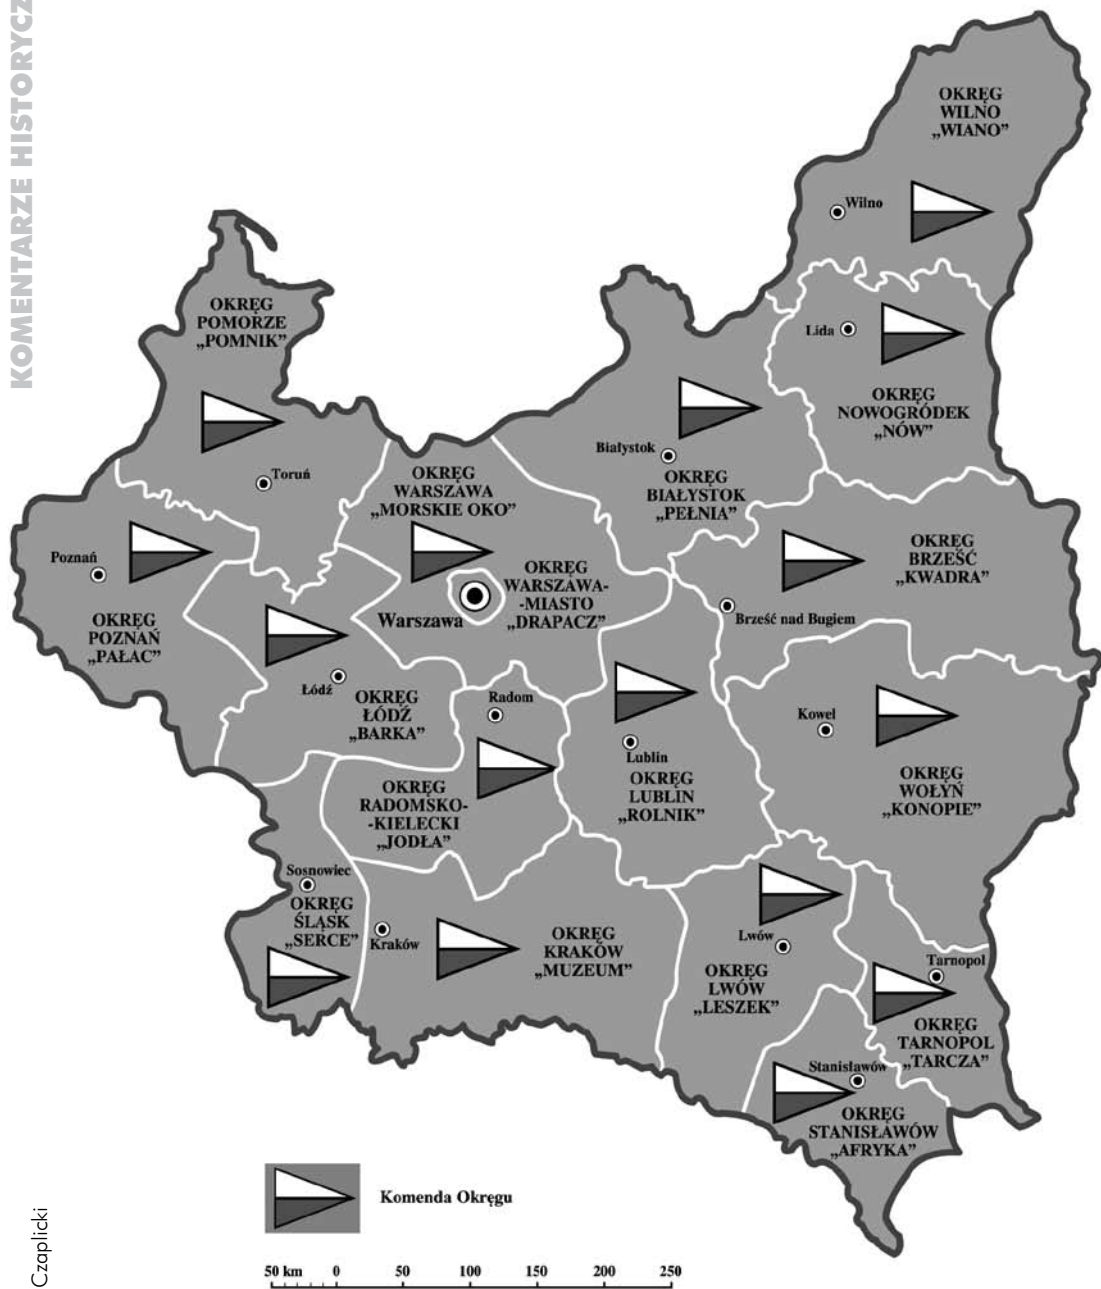 KOMENTARZE HISTORYCZ
OKRĘG
WILNO
„WIANO”
Wilno
OKRĘG
POMORZE
„POMNIK”
Lida
OKRĘG
NOWOGRÓDEK
„NÓW”
Toruń
Białystok
OKRĘG
BIAŁYSTOK
„PEŁNIA”
OKRĘG
WARSZAWA
„MORSKIE OKO”
Poznań
OKRĘG
POZNAŃ
„PAŁAC”
OKRĘG
WARSZAWA-
-MIASTO
„DRAPACZ”
Warszawa
OKRĘG
BRZEŚĆ
„KWADRA”
Brześć nad Bugiem
Łódź
OKRĘG
ŁÓDŹ
„BARKA”
Radom
Lublin
OKRĘG
LUBLIN
„ROLNIK”
Kowel
OKRĘG
WOŁYŃ
„KONOPIE”
OKRĘG
RADOMSKO-
-KIELECKI
„JODŁA”
Sosnowiec
OKRĘG
ŚLĄSK
„SERCE”
Kraków
OKRĘG
KRAKÓW
„MUZEUM”
Lwów
OKRĘG
LWÓW
„LESZEK”
Tarnopol
OKRĘG
TARNOPOL
„TARCZA”
Stanisławów
OKRĘG
STANISŁAWÓW
„AFRYKA”
Komenda Okręgu
50 km 0 50 100 150 200 250
Czaplicki